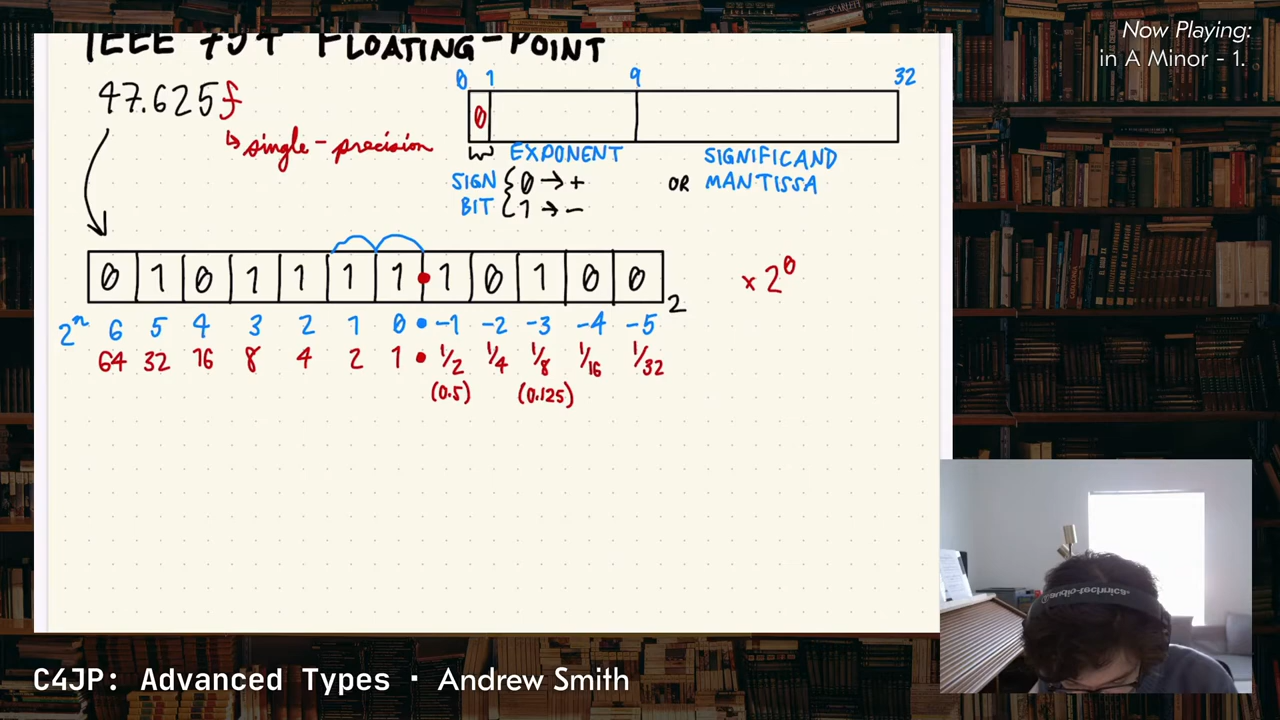 Now Playing:
in A Minor - 1.
IEEE 754 FLOATING-POINT
47.625f
↳ single-precision
0 1 9 32
0
EXPONENT
SIGNIFICAND
OR MANTISSA
SIGN BIT { 0 → +
{ 1 → -
0 1 0 1 1 1 1 • 1 0 1 0 0 2
× 2⁰
2ⁿ 6 5 4 3 2 1 0 • -1 -2 -3 -4 -5
64 32 16 8 4 2 1 • 1/2 1/4 1/8 1/16 1/32
(0.5) (0.125)
audio-technica
C4JP: Advanced Types · Andrew Smith